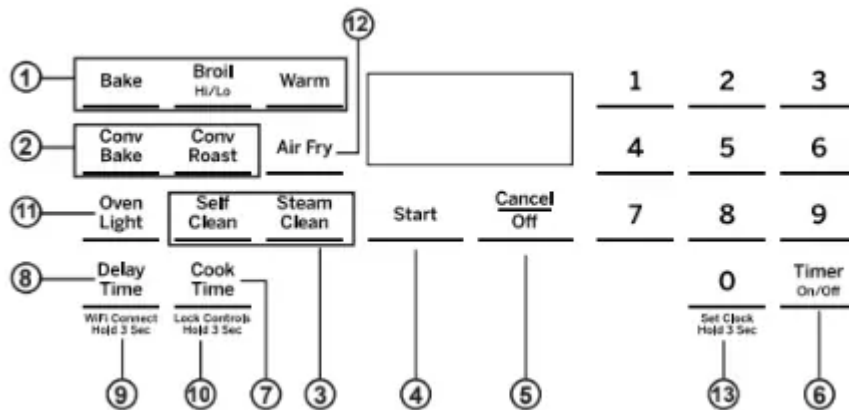 12
1
Bake
Broil
Hi/Lo
Warm
1
2
3
2
Conv
Bake
Conv
Roast
Air Fry
4
5
6
11
Oven
Light
Self
Clean
Steam
Clean
Start
Cancel
Off
7
8
9
8
Delay
Time
Cook
Time
0
Timer
On/Off
WiFi Connect
Hold 3 Sec
Lock Controls
Hold 3 Sec
Set Clock
Hold 3 Sec
9
10
7
3
4
5
13
6